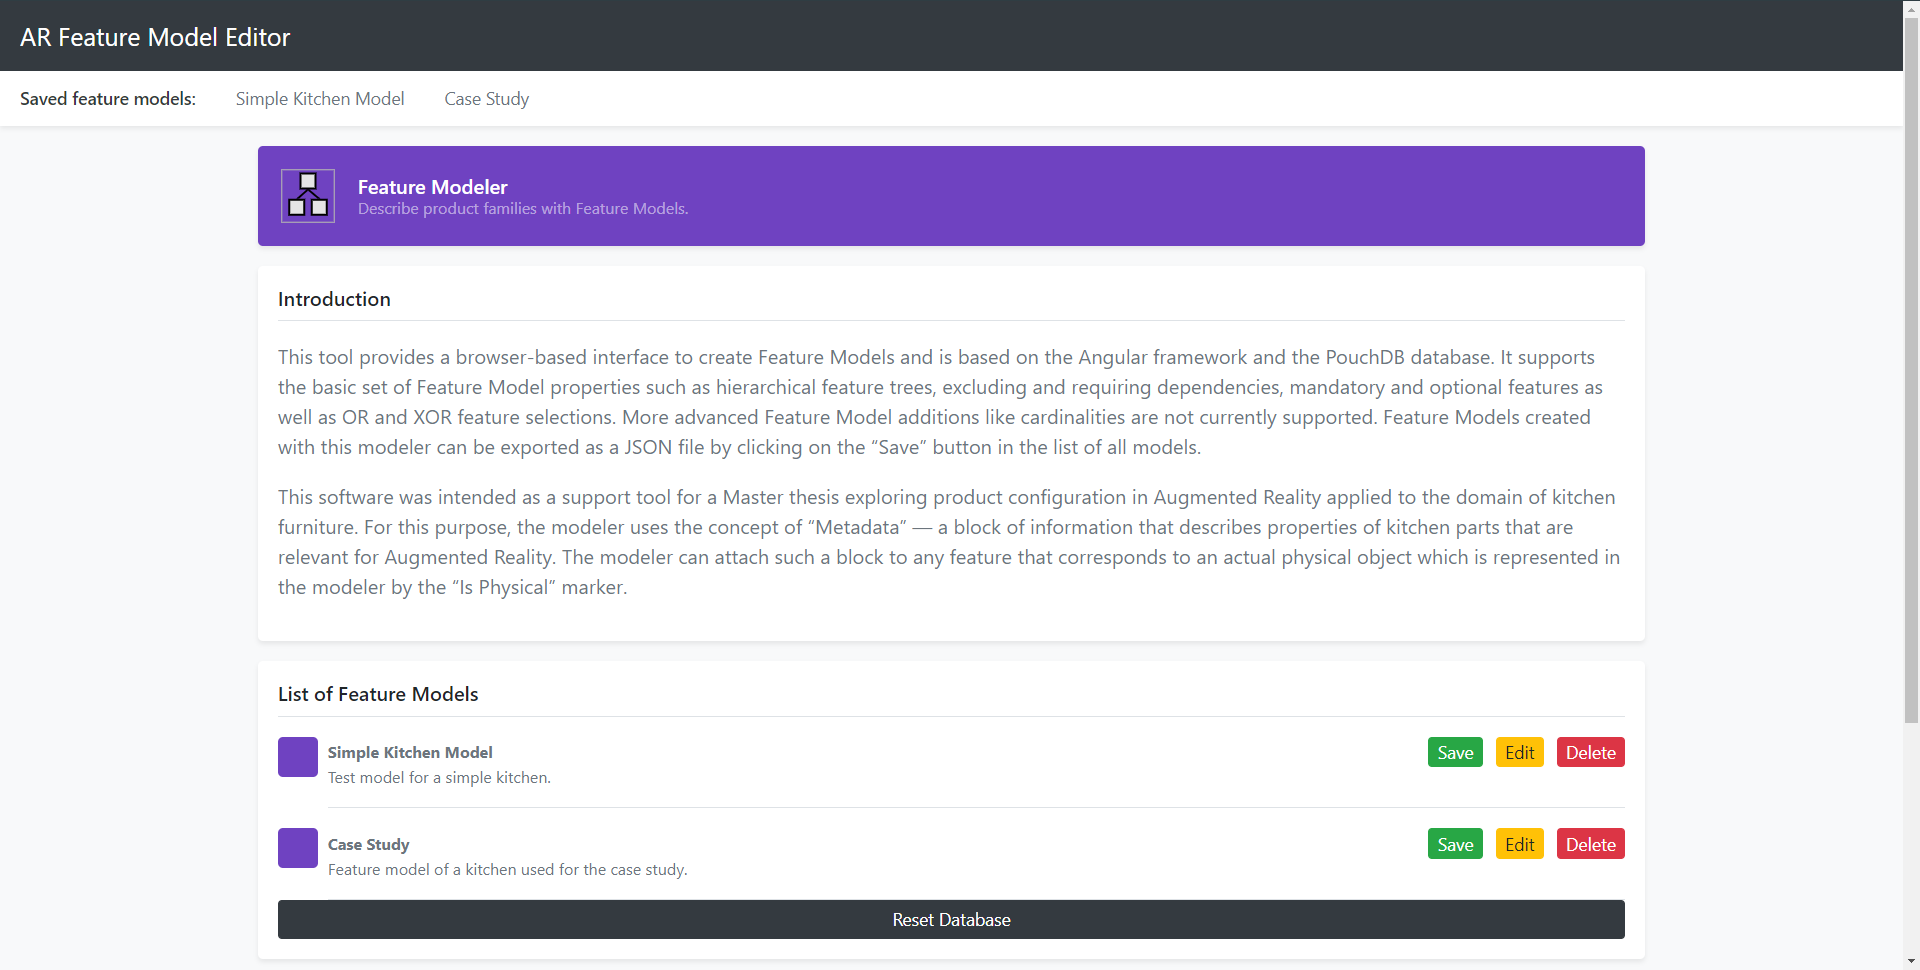 AR Feature Model Editor
Saved feature models: Simple Kitchen Model Case Study
Feature Modeler
Describe product families with Feature Models.
Introduction
This tool provides a browser-based interface to create Feature Models and is based on the Angular framework and the PouchDB database. It supports
the basic set of Feature Model properties such as hierarchical feature trees, excluding and requiring dependencies, mandatory and optional features as
well as OR and XOR feature selections. More advanced Feature Model additions like cardinalities are not currently supported. Feature Models created
with this modeler can be exported as a JSON file by clicking on the “Save” button in the list of all models.
This software was intended as a support tool for a Master thesis exploring product configuration in Augmented Reality applied to the domain of kitchen
furniture. For this purpose, the modeler uses the concept of “Metadata” — a block of information that describes properties of kitchen parts that are
relevant for Augmented Reality. The modeler can attach such a block to any feature that corresponds to an actual physical object which is represented in
the modeler by the “Is Physical” marker.
List of Feature Models
Simple Kitchen Model Save Edit Delete
Test model for a simple kitchen.
Case Study Save Edit Delete
Feature model of a kitchen used for the case study.
Reset Database